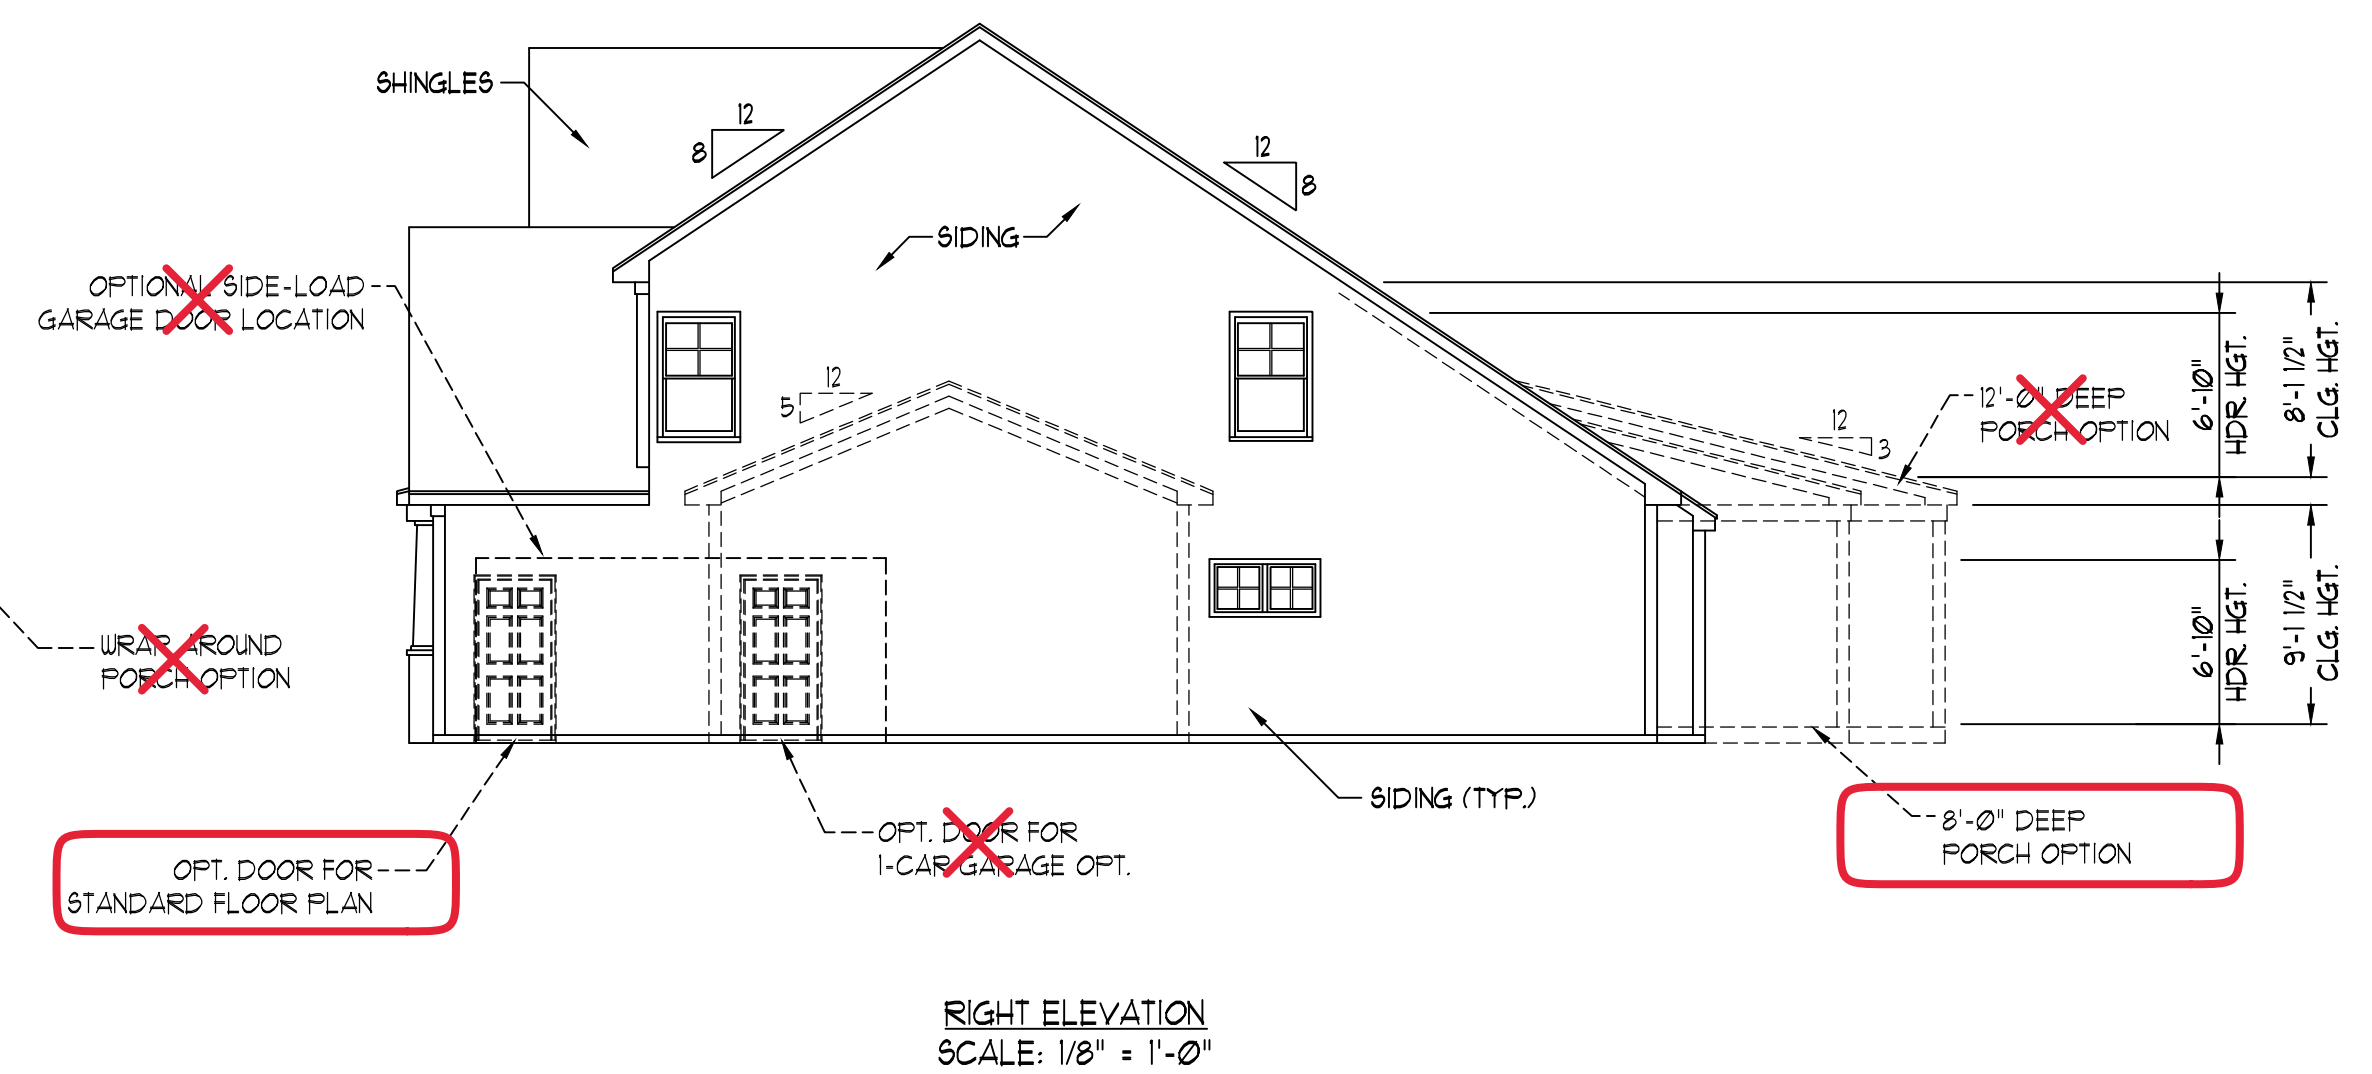 SHINGLES
12
8
12
8
SIDING
OPTIONAL SIDE-LOAD
GARAGE DOOR LOCATION
12
5
12'-0" DEEP
PORCH OPTION
12
3
6'-10"
HDR. HGT.
8'-1 1/2"
CLG. HGT.
6'-10"
HDR. HGT.
9'-1 1/2"
CLG. HGT.
WRAP AROUND
PORCH OPTION
SIDING (TYP.)
OPT. DOOR FOR
STANDARD FLOOR PLAN
OPT. DOOR FOR
1-CAR GARAGE OPT.
8'-0" DEEP
PORCH OPTION
RIGHT ELEVATION
SCALE: 1/8" = 1'-0"